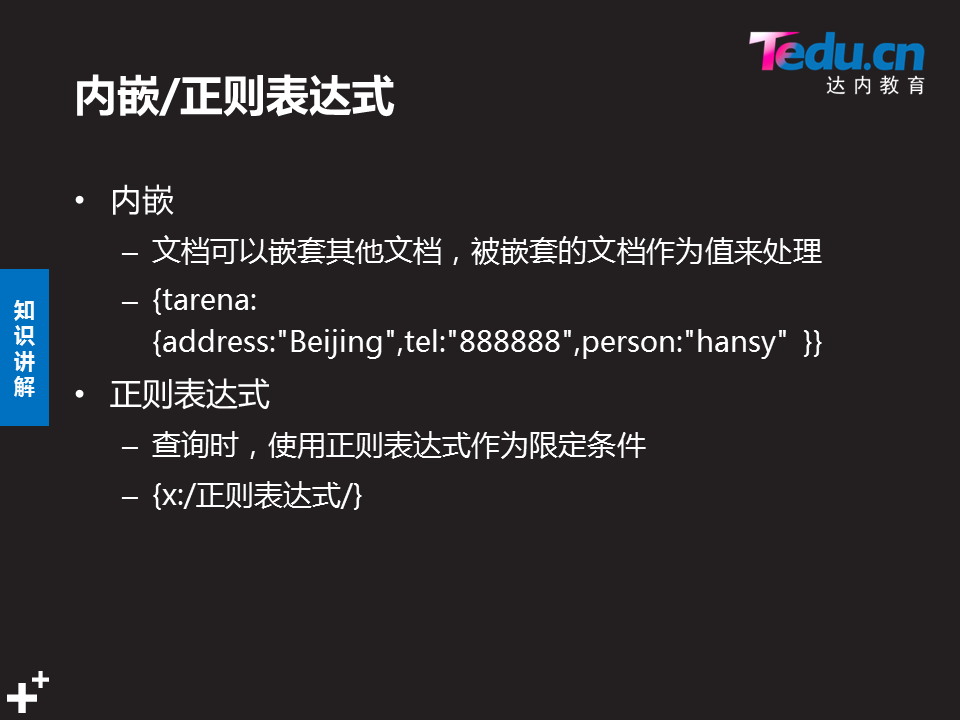 Tedu.cn
达内教育
内嵌/正则表达式
• 内嵌
– 文档可以嵌套其他文档，被嵌套的文档作为值来处理
– {tarena:
{address:"Beijing",tel:"888888",person:"hansy" }}
知识讲解
• 正则表达式
– 查询时，使用正则表达式作为限定条件
– {x:/正则表达式/}